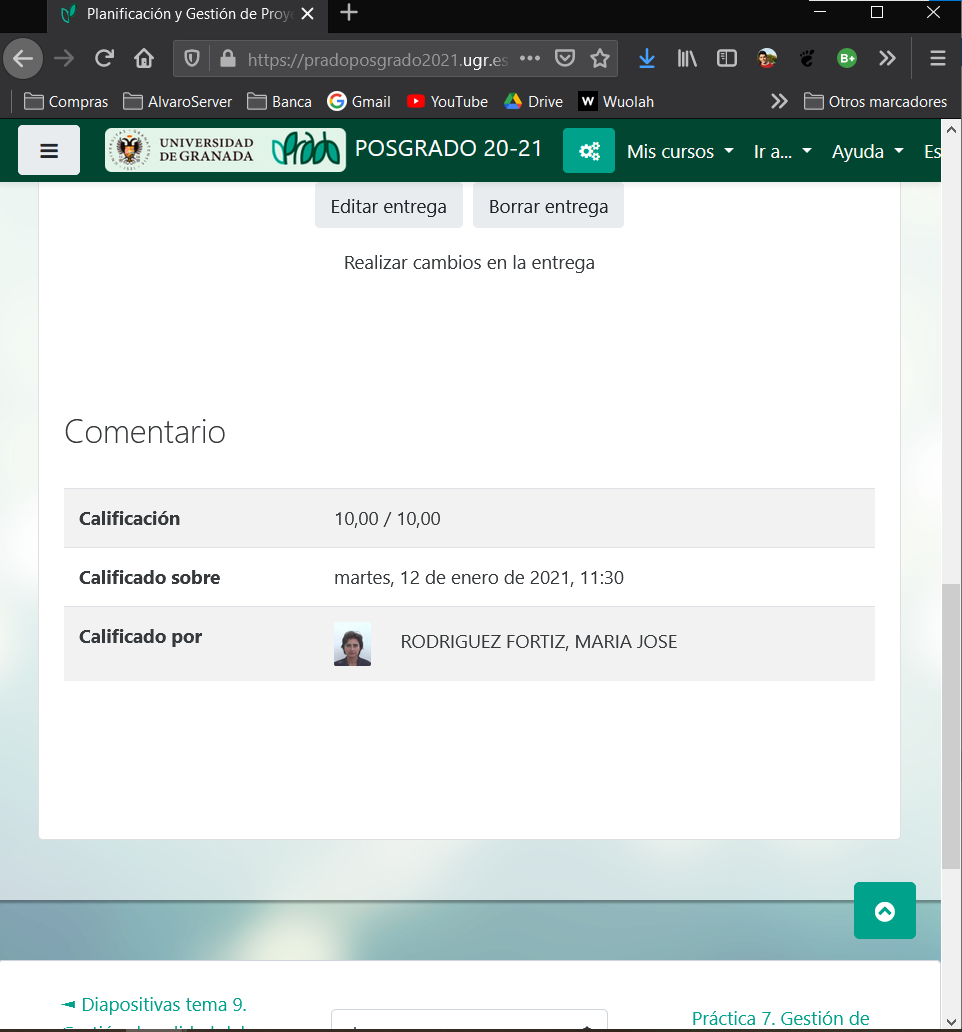 Planificación y Gestión de Proy
https://pradoposgrado2021.ugr.es
B+
Compras AlvaroServer Banca Gmail YouTube Drive W Wuolah Otros marcadores
UNIVERSIDAD
DE GRANADA
Prado
POSGRADO 20-21 Mis cursos Ir a... Ayuda Es
Editar entrega Borrar entrega
Realizar cambios en la entrega
Comentario
Calificación 10,00 / 10,00
Calificado sobre martes, 12 de enero de 2021, 11:30
Calificado por RODRIGUEZ FORTIZ, MARIA JOSE
◄ Diapositivas tema 9.
Práctica 7. Gestión de